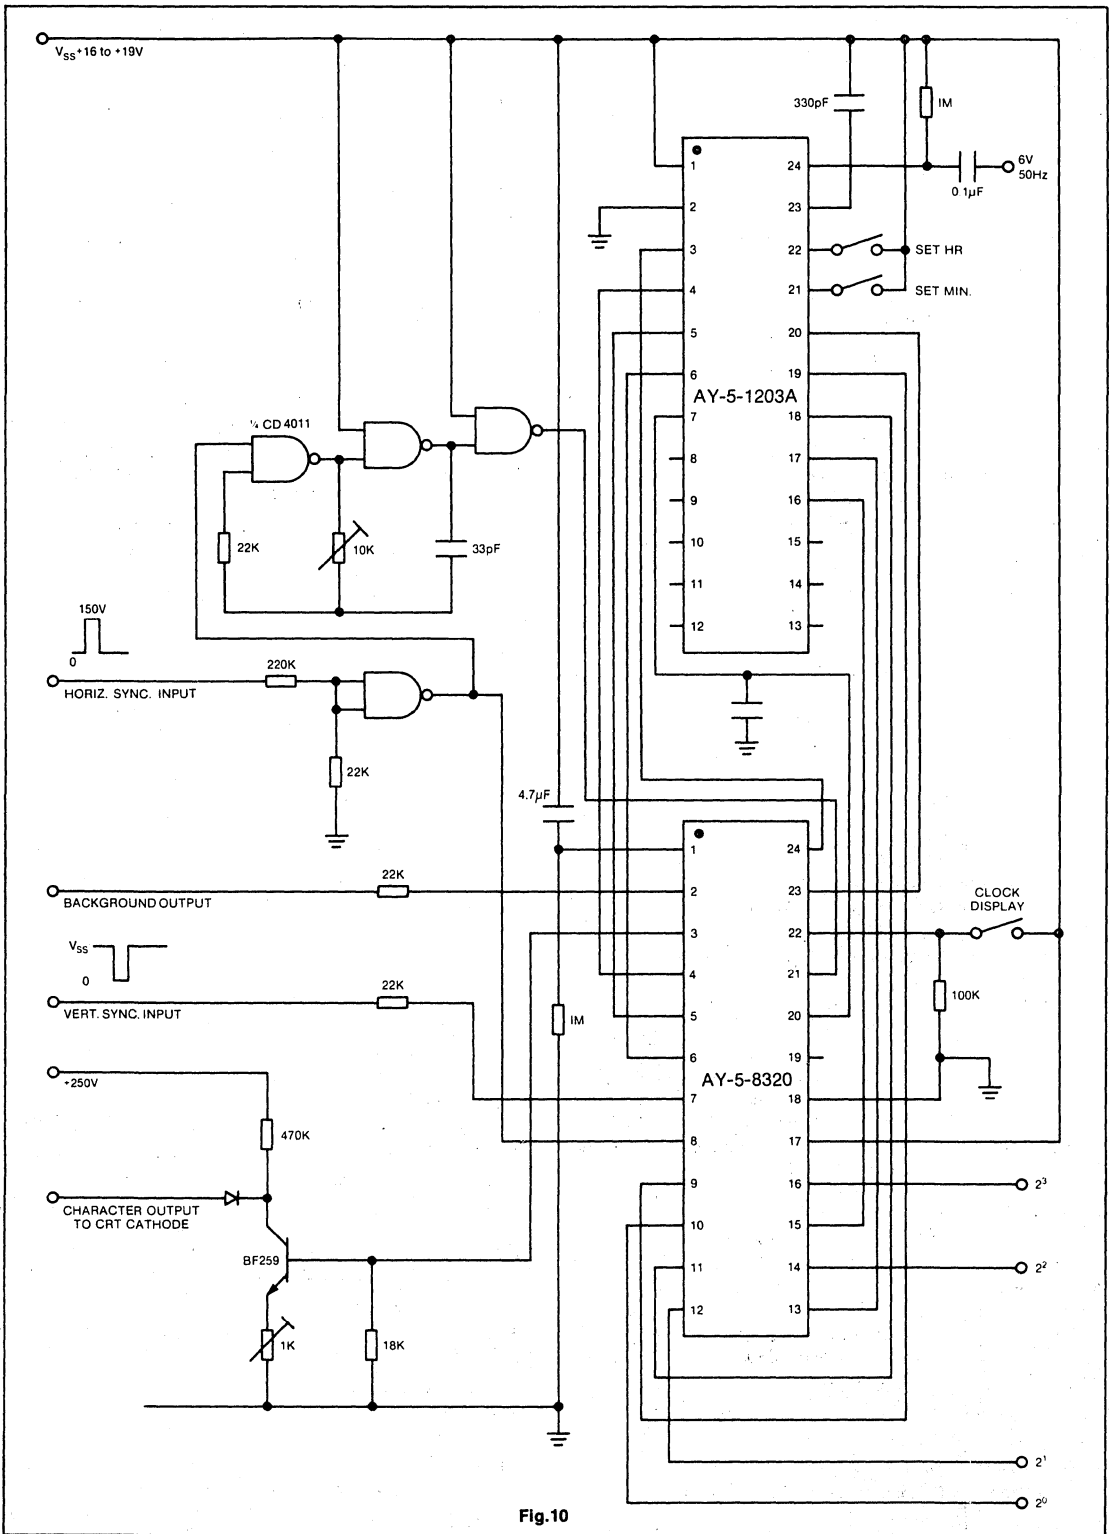 V_SS +16 to +19V
330pF
IM
6V
50Hz
0.1µF
1
24
2
23
3
22
SET HR
4
21
SET MIN.
5
20
6
19
AY-5-1203A
7
18
8
17
9
16
10
15
11
14
12
13
¼ CD 4011
22K
10K
33pF
150V
0
HORIZ. SYNC. INPUT
220K
22K
4.7µF
1
24
22K
BACKGROUND OUTPUT
2
23
CLOCK
DISPLAY
3
22
V_SS
0
4
21
22K
VERT. SYNC. INPUT
IM
5
20
100K
6
19
AY-5-8320
+250V
7
18
470K
8
17
9
16
2³
CHARACTER OUTPUT
TO CRT CATHODE
10
15
BF259
11
14
2²
12
13
1K
18K
2¹
2⁰
Fig.10